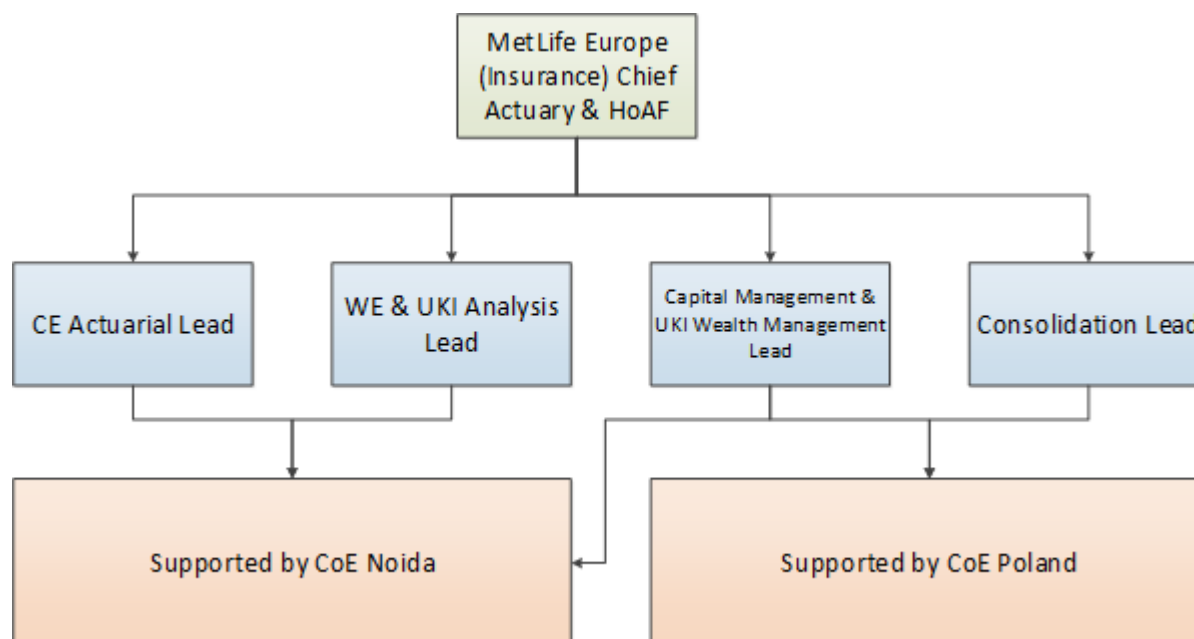 MetLife Europe
(Insurance) Chief
Actuary & HoAF
CE Actuarial Lead
WE & UKI Analysis
Lead
Capital Management &
UKI Wealth Management
Lead
Consolidation Lead
Supported by CoE Noida
Supported by CoE Poland